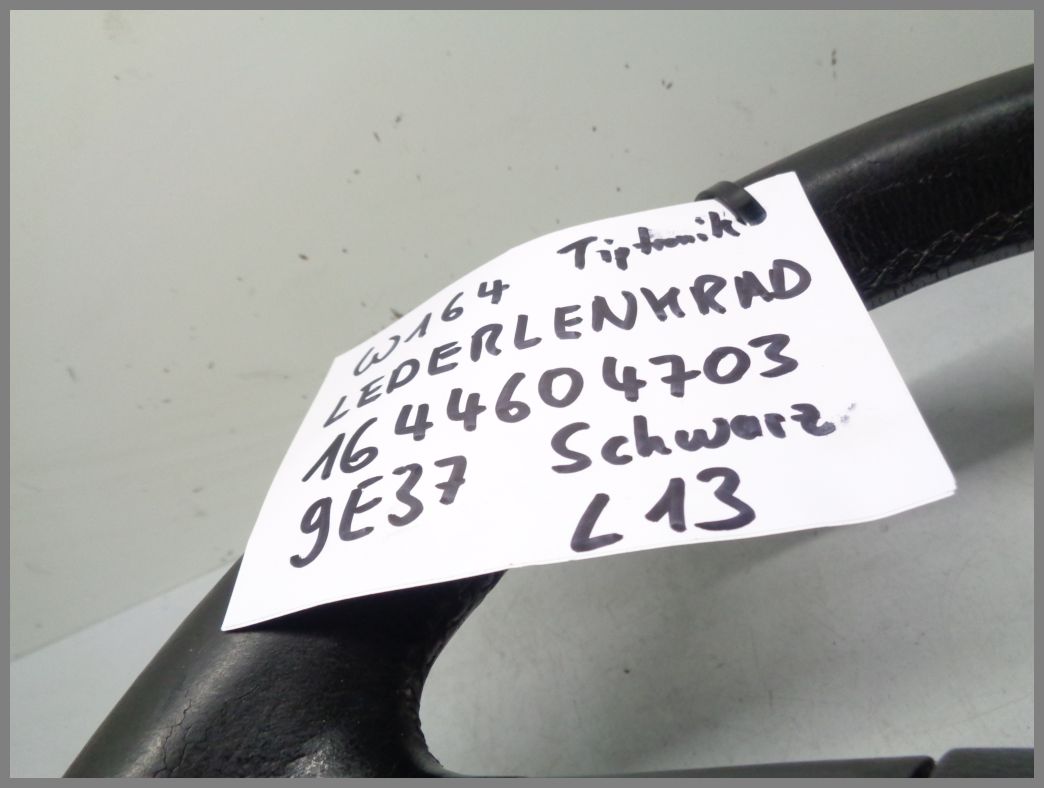 W164 Tiptronik
LEDERLENKRAD
1644604703
9E37 Schwarz
L13